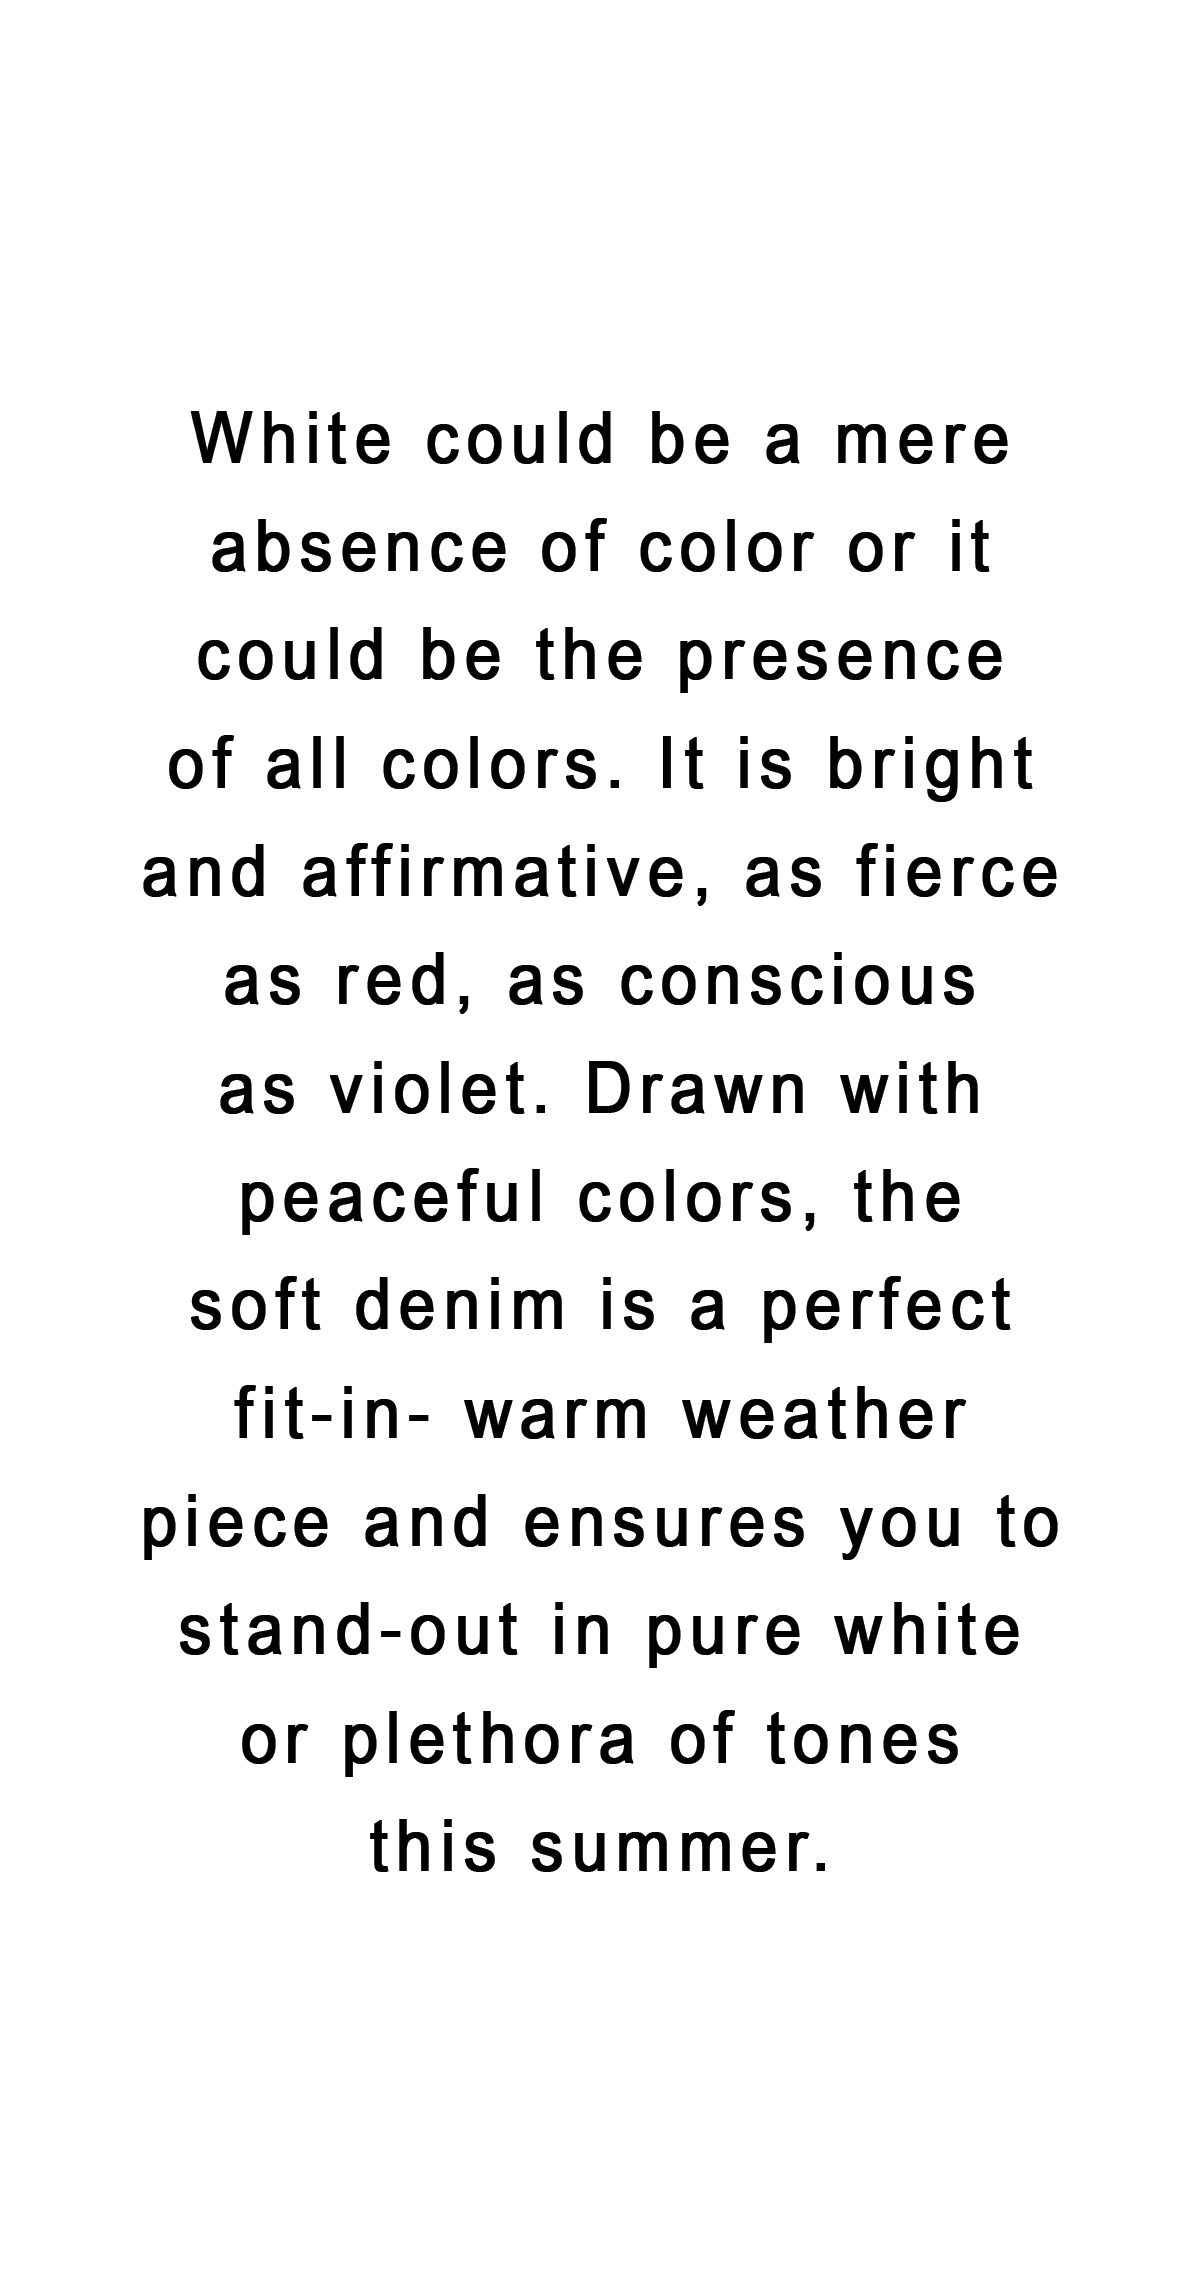 White could be a mere
absence of color or it
could be the presence
of all colors. It is bright
and affirmative, as fierce
as red, as conscious
as violet. Drawn with
peaceful colors, the
soft denim is a perfect
fit-in- warm weather
piece and ensures you to
stand-out in pure white
or plethora of tones
this summer.